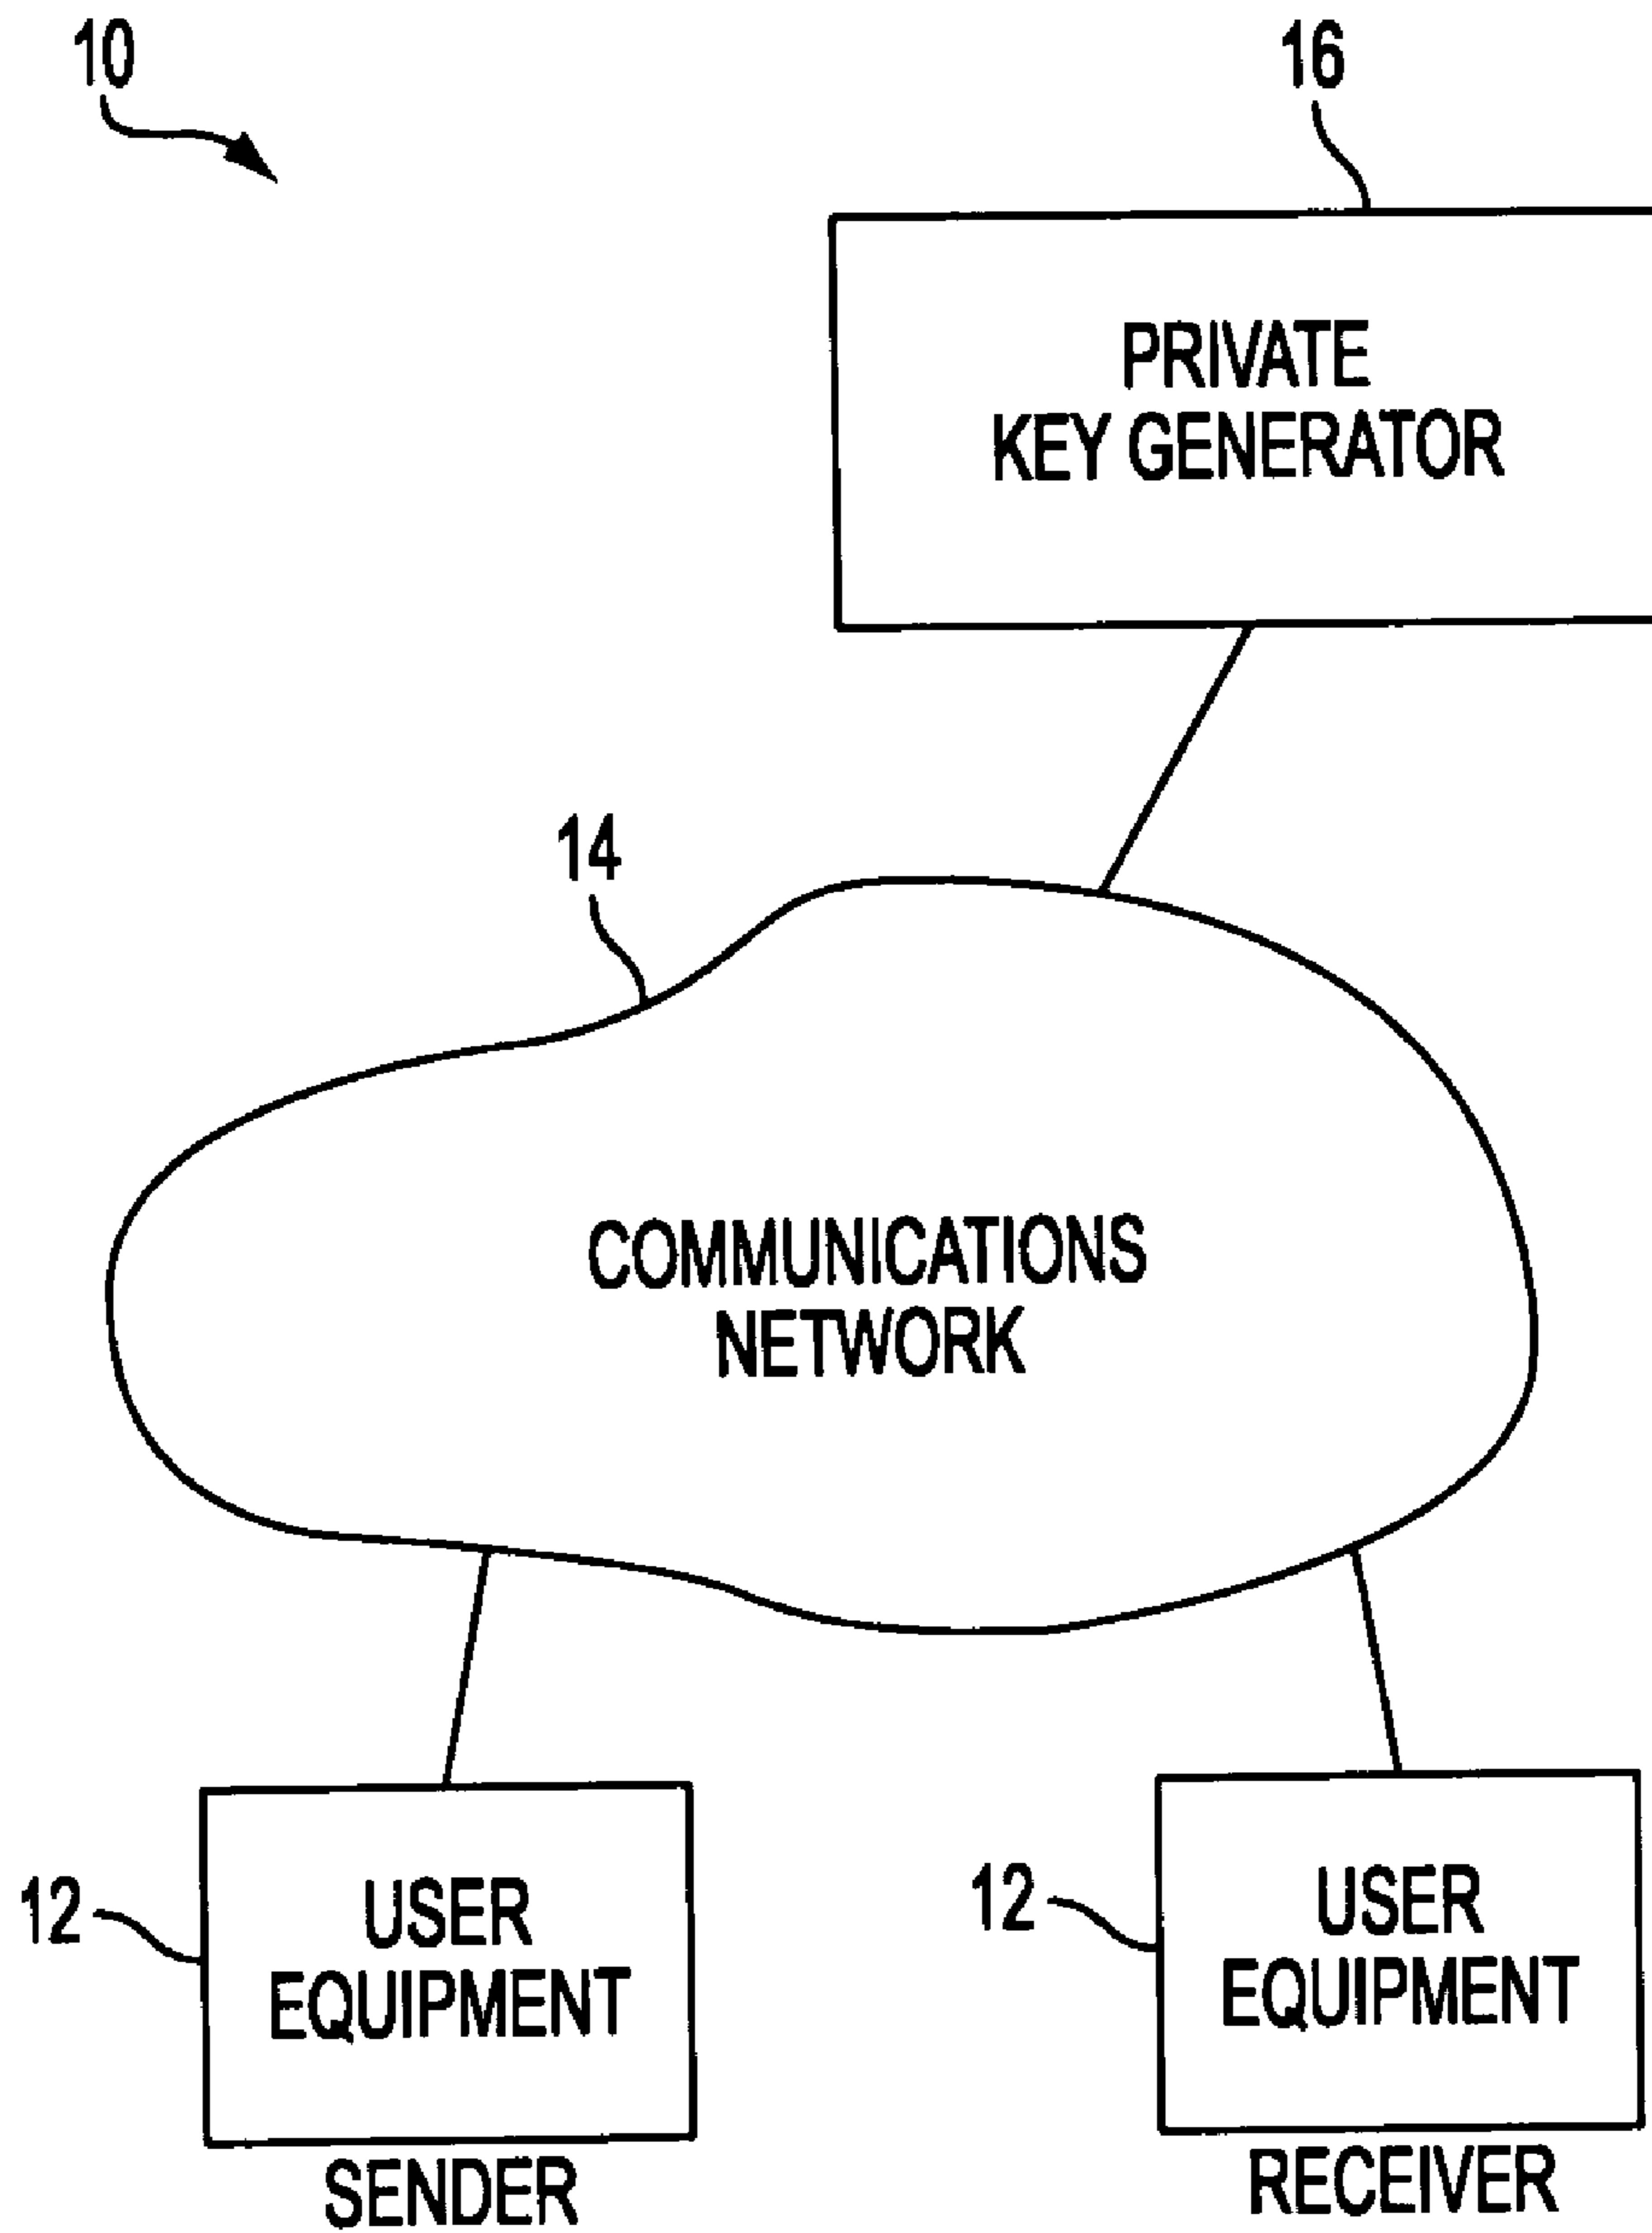 10
16
PRIVATE
KEY GENERATOR
14
COMMUNICATIONS
NETWORK
12
USER
EQUIPMENT
SENDER
12
USER
EQUIPMENT
RECEIVER